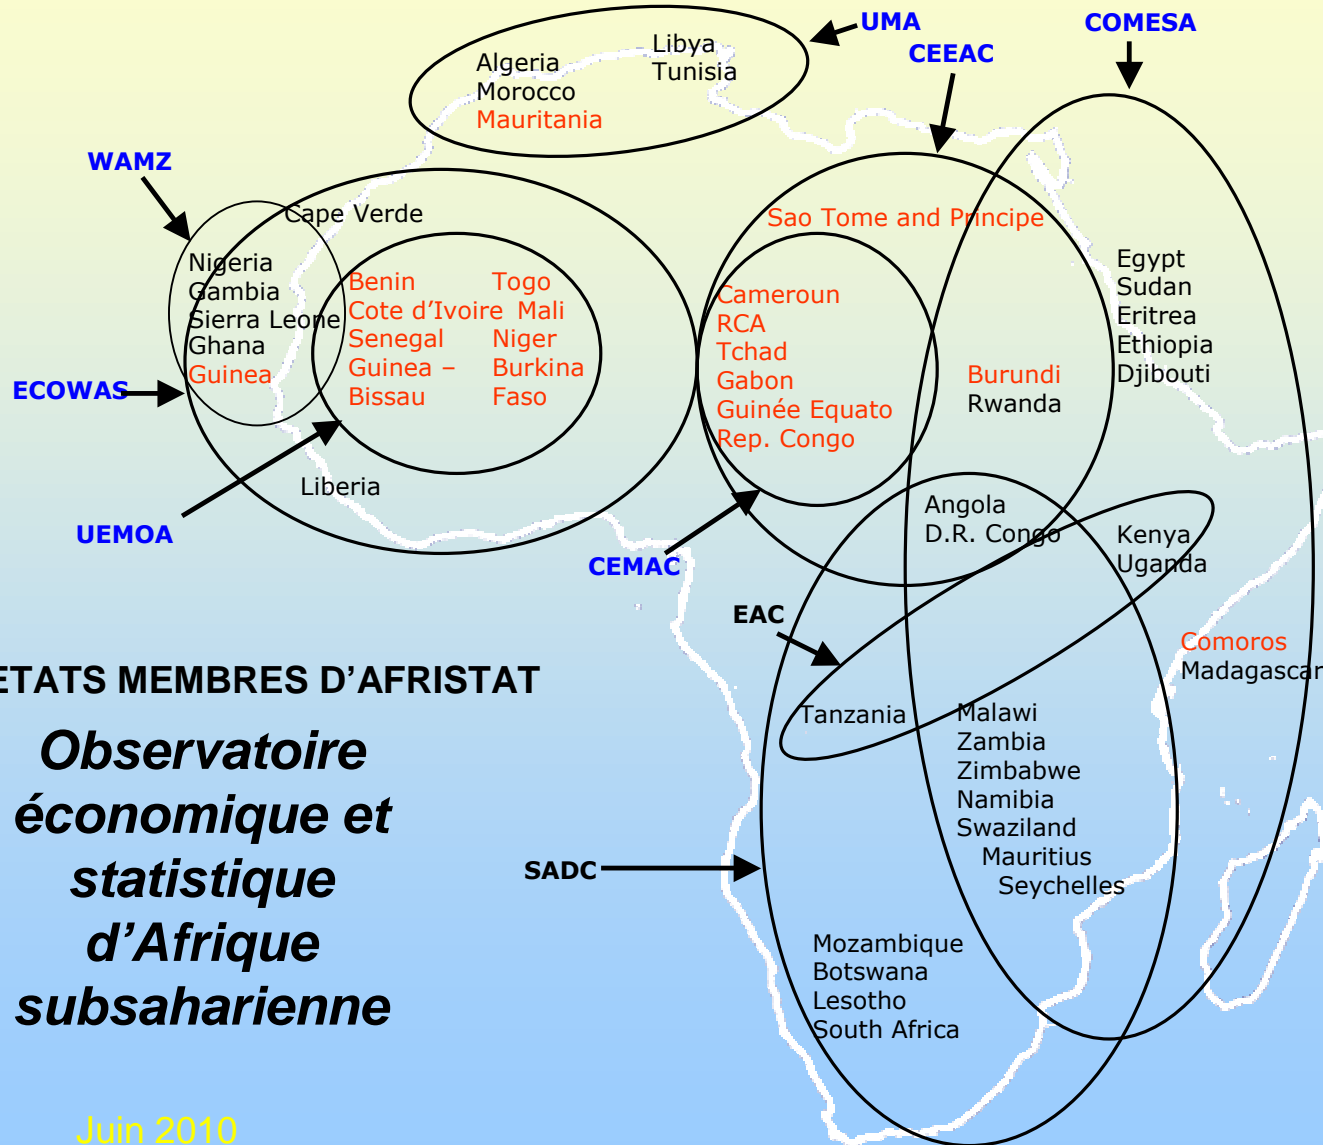 UMA
COMESA
CEEAC
Libya
Tunisia
Algeria
Morocco
Mauritania
WAMZ
Cape Verde
Sao Tome and Principe
Nigeria
Gambia
Sierra Leone
Ghana
Guinea
Benin Togo
Cote d’Ivoire Mali
Senegal Niger
Guinea – Burkina
Bissau Faso
Cameroun
RCA
Tchad
Gabon
Guinée Equato
Rep. Congo
Burundi
Rwanda
Egypt
Sudan
Eritrea
Ethiopia
Djibouti
ECOWAS
Liberia
UEMOA
CEMAC
Angola
D.R. Congo
Kenya
Uganda
EAC
Comoros
Madagascar
ETATS MEMBRES D’AFRISTAT
Observatoire
économique et
statistique
d’Afrique
subsaharienne
Tanzania
Malawi
Zambia
Zimbabwe
Namibia
Swaziland
Mauritius
Seychelles
SADC
Mozambique
Botswana
Lesotho
South Africa
Juin 2010